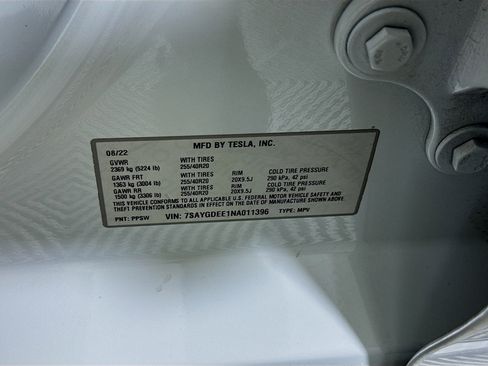 MFD BY TESLA, INC.
08/22
GVWR WITH TIRES
2369 kg (5224 lb) 255/40R20
GAWR FRT WITH TIRES RIM COLD TIRE PRESSURE
1363 kg (3004 lb) 255/40R20 20X9.5J 290 kPa, 42 psi
GAWR RR WITH TIRES RIM COLD TIRE PRESSURE
1500 kg (3306 lb) 255/40R20 20X9.5J 290 kPa, 42 psi
THIS VEHICLE CONFORMS TO ALL APPLICABLE U.S. FEDERAL MOTOR VEHICLE SAFETY AND
THEFT PREVENTION STANDARDS IN EFFECT ON THE DATE OF MANUFACTURE SHOWN ABOVE.
PNT: PPSW VIN: 7SAYGDEE1NA011396 TYPE: MPV